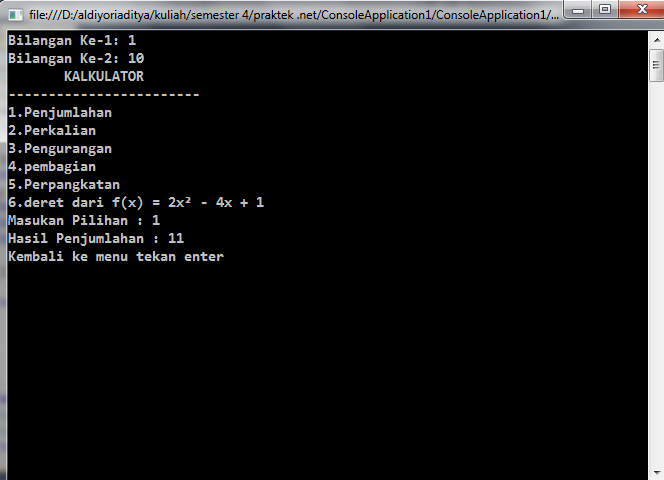 file:///D:/aldiyoriaditya/kuliah/semester 4/praktek .net/ConsoleApplication1/ConsoleApplication1/...
Bilangan Ke-1: 1
Bilangan Ke-2: 10
KALKULATOR
------------------------
1.Penjumlahan
2.Perkalian
3.Pengurangan
4.pembagian
5.Perpangkatan
6.deret dari f(x) = 2x² - 4x + 1
Masukan Pilihan : 1
Hasil Penjumlahan : 11
Kembali ke menu tekan enter